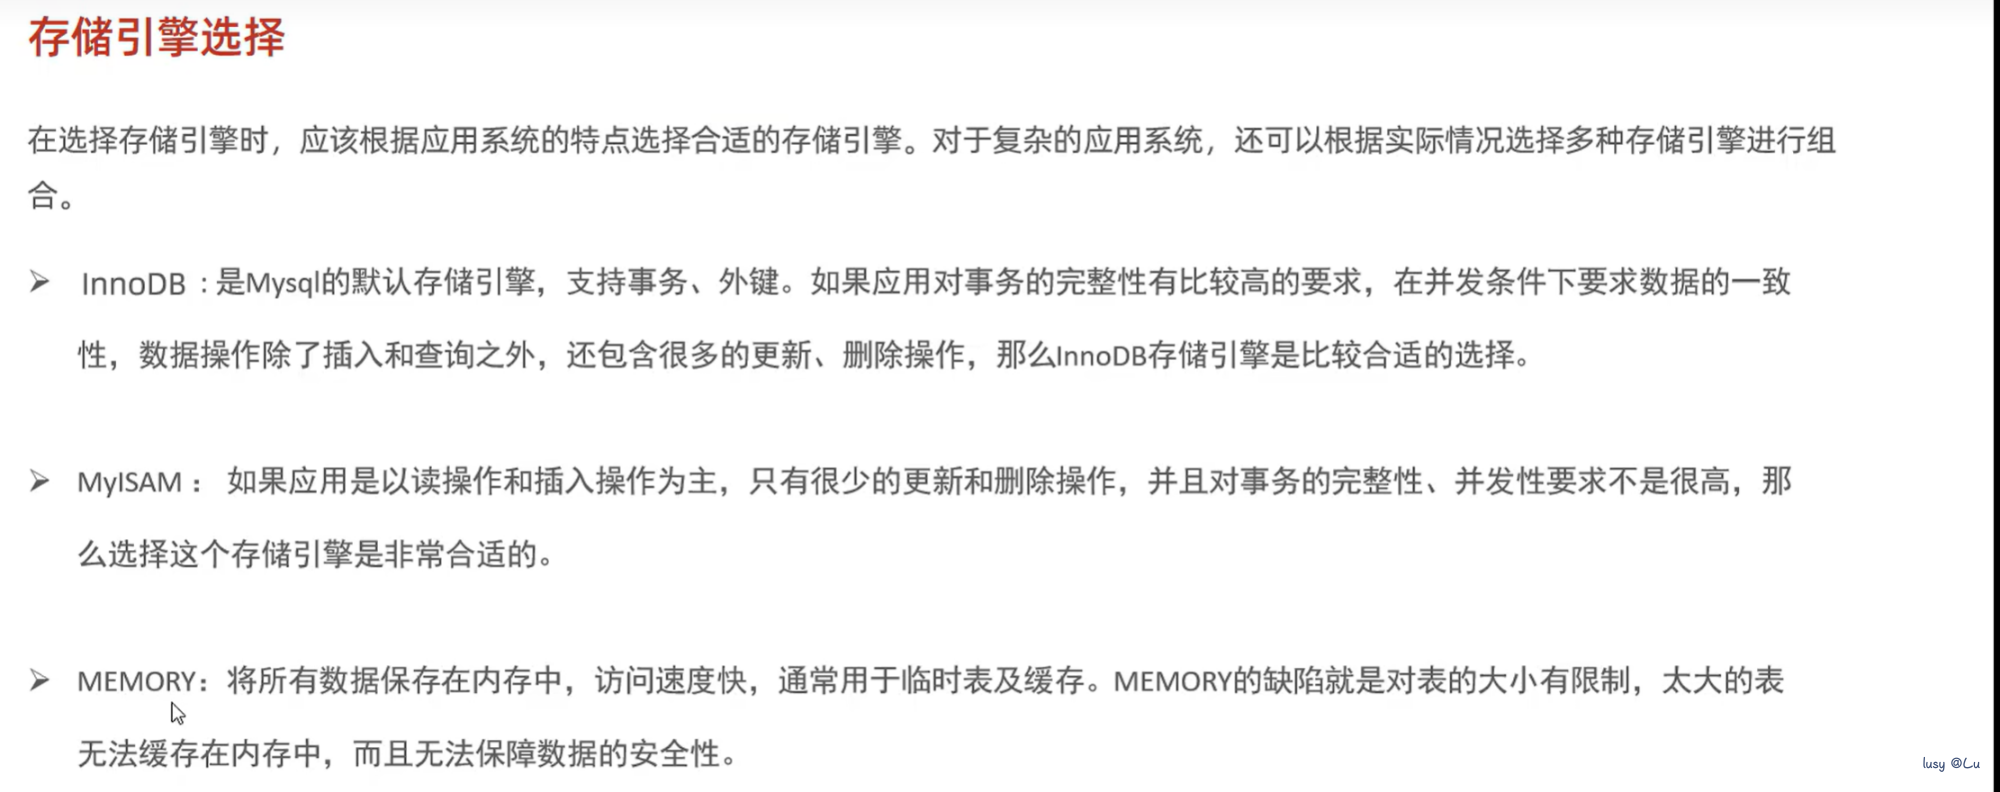 存储引擎选择
在选择存储引擎时，应该根据应用系统的特点选择合适的存储引擎。对于复杂的应用系统，还可以根据实际情况选择多种存储引擎进行组
合。
➢ InnoDB : 是Mysql的默认存储引擎，支持事务、外键。如果应用对事务的完整性有比较高的要求，在并发条件下要求数据的一致
性，数据操作除了插入和查询之外，还包含很多的更新、删除操作，那么InnoDB存储引擎是比较合适的选择。
➢ MyISAM： 如果应用是以读操作和插入操作为主，只有很少的更新和删除操作，并且对事务的完整性、并发性要求不是很高，那
么选择这个存储引擎是非常合适的。
➢ MEMORY：将所有数据保存在内存中，访问速度快，通常用于临时表及缓存。MEMORY的缺陷就是对表的大小有限制，太大的表
无法缓存在内存中，而且无法保障数据的安全性。
lusy @Lu